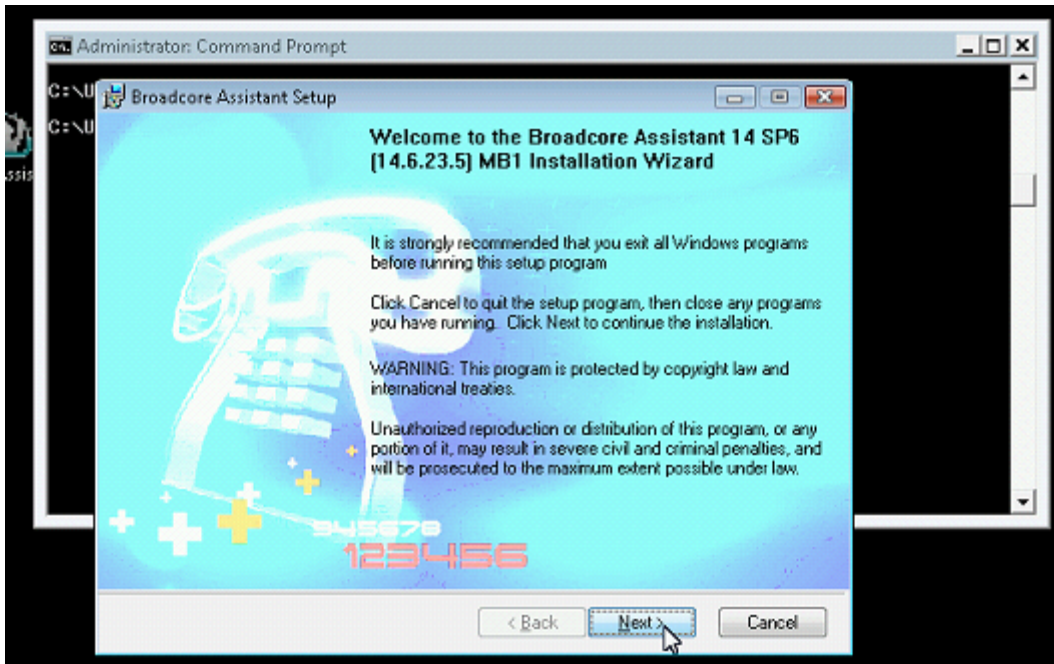 Administrator: Command Prompt
C:\U
Broadcore Assistant Setup
C:\U
ssis
Welcome to the Broadcore Assistant 14 SP6
(14.6.23.5) MB1 Installation Wizard
It is strongly recommended that you exit all Windows programs
before running this setup program
Click Cancel to quit the setup program, then close any programs
you have running. Click Next to continue the installation.
WARNING: This program is protected by copyright law and
international treaties.
Unauthorized reproduction or distribution of this program, or any
portion of it, may result in severe civil and criminal penalties, and
will be prosecuted to the maximum extent possible under law.
945678
123456
< Back
Next >
Cancel